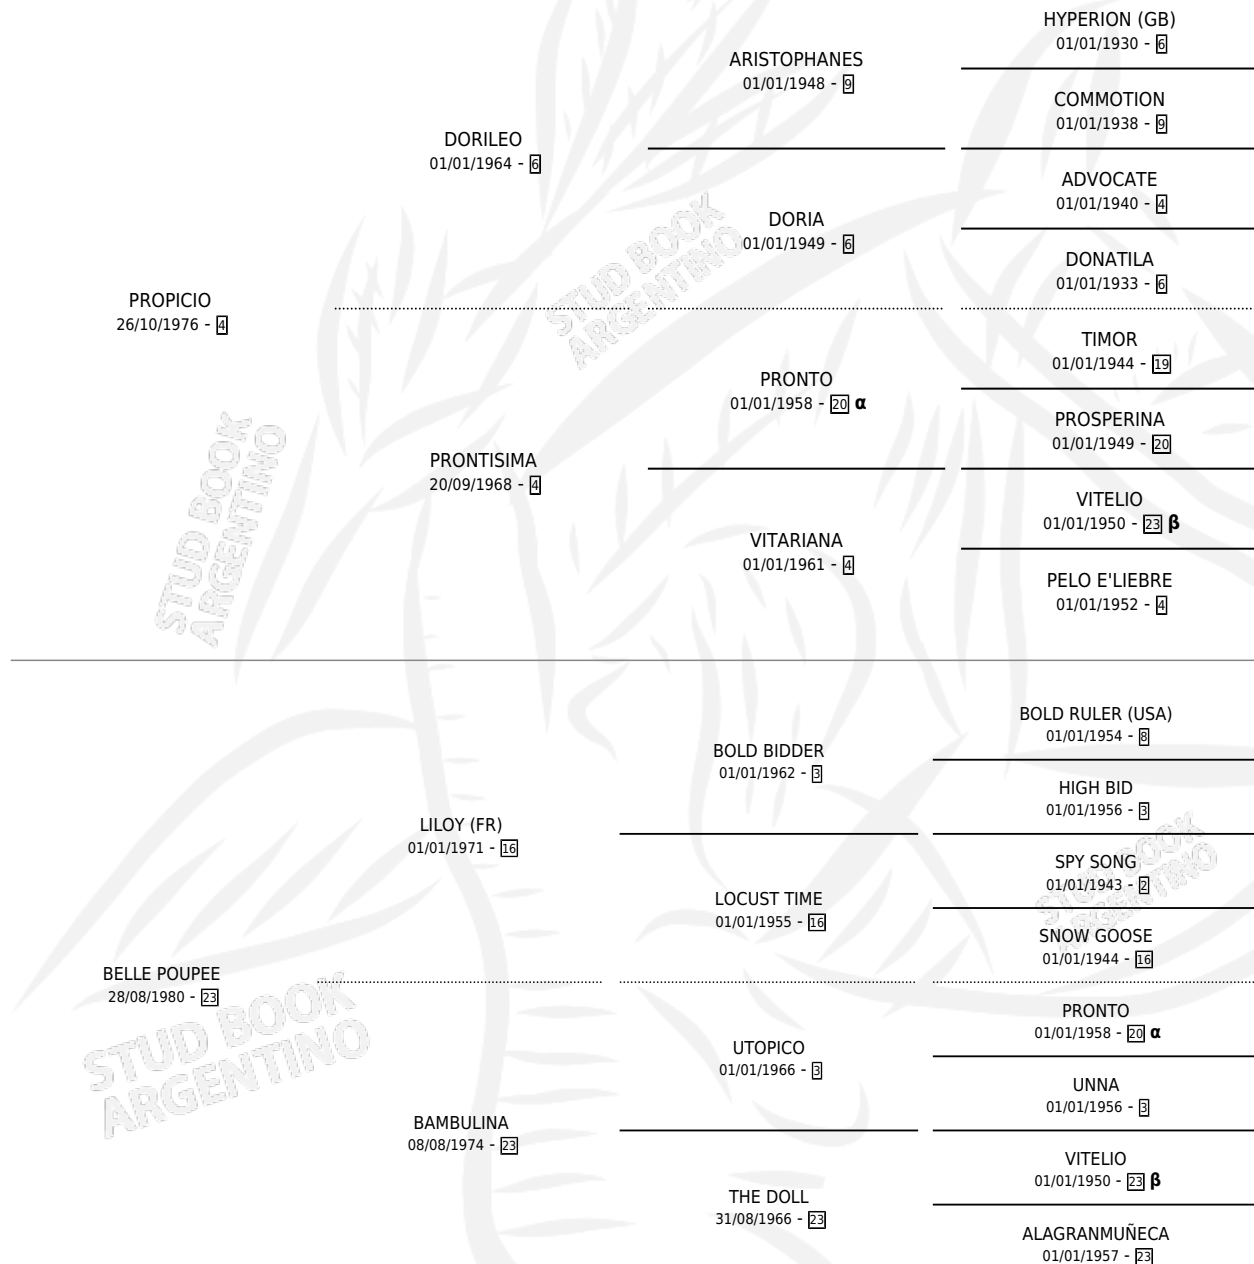 HYPERION (GB)
01/01/1930 - 6
ARISTOPHANES
01/01/1948 - 9
COMMOTION
01/01/1938 - 9
DORILEO
01/01/1964 - 6
ADVOCATE
01/01/1940 - 4
DORIA
01/01/1949 - 6
DONATILA
01/01/1933 - 6
PROPICIO
26/10/1976 - 4
TIMOR
01/01/1944 - 19
PRONTO
01/01/1958 - 20 α
PROSPERINA
01/01/1949 - 20
PRONTISIMA
20/09/1968 - 4
VITELIO
01/01/1950 - 23 β
VITARIANA
01/01/1961 - 4
PELO E'LIEBRE
01/01/1952 - 4
BOLD RULER (USA)
01/01/1954 - 8
BOLD BIDDER
01/01/1962 - 3
HIGH BID
01/01/1956 - 3
LILOY (FR)
01/01/1971 - 16
SPY SONG
01/01/1943 - 2
LOCUST TIME
01/01/1955 - 16
SNOW GOOSE
01/01/1944 - 16
BELLE POUPEE
28/08/1980 - 23
PRONTO
01/01/1958 - 20 α
UTOPICO
01/01/1966 - 3
UNNA
01/01/1956 - 3
BAMBULINA
08/08/1974 - 23
VITELIO
01/01/1950 - 23 β
THE DOLL
31/08/1966 - 23
ALAGRANMUÑECA
01/01/1957 - 23
STUD BOOK
ARGENTINO
STUD BOOK
ARGENTINO
STUD BOOK
ARGENTINO
STUD BOOK
ARGENTINO